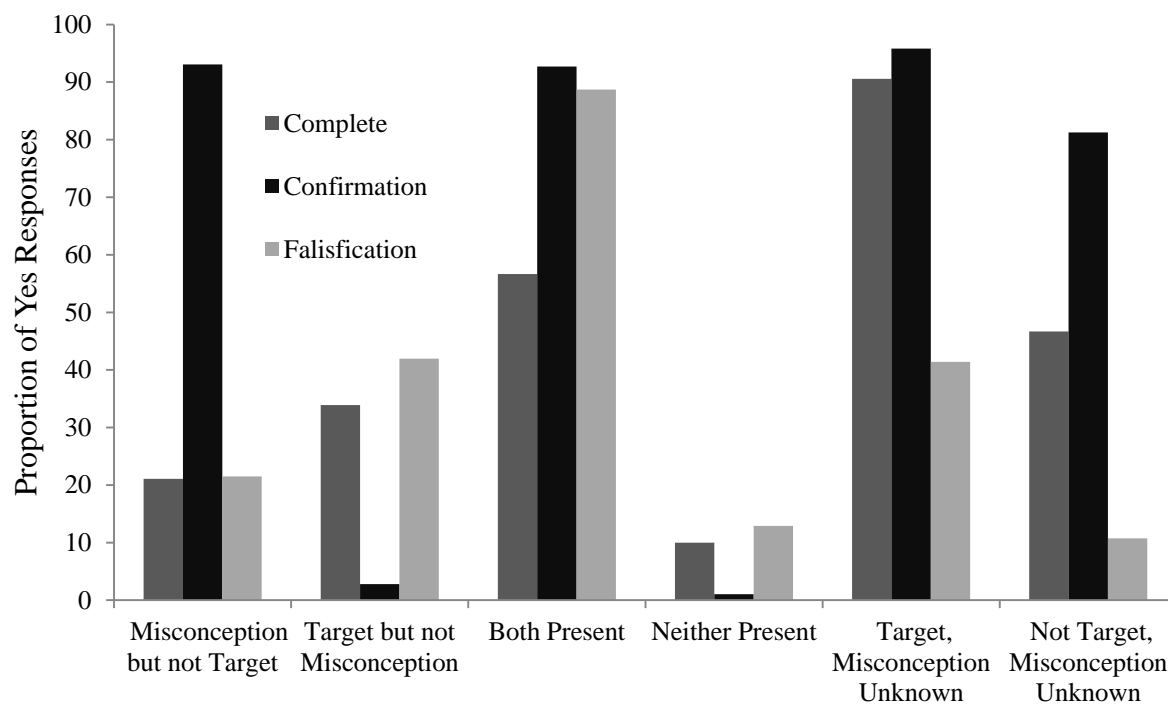 100
90
80
70
60
50
40
30
20
10
0
Proportion of Yes Responses
Complete
Confirmation
Falisfication
Misconception
but not Target
Target but not
Misconception
Both Present
Neither Present
Target,
Misconception
Unknown
Not Target,
Misconception
Unknown